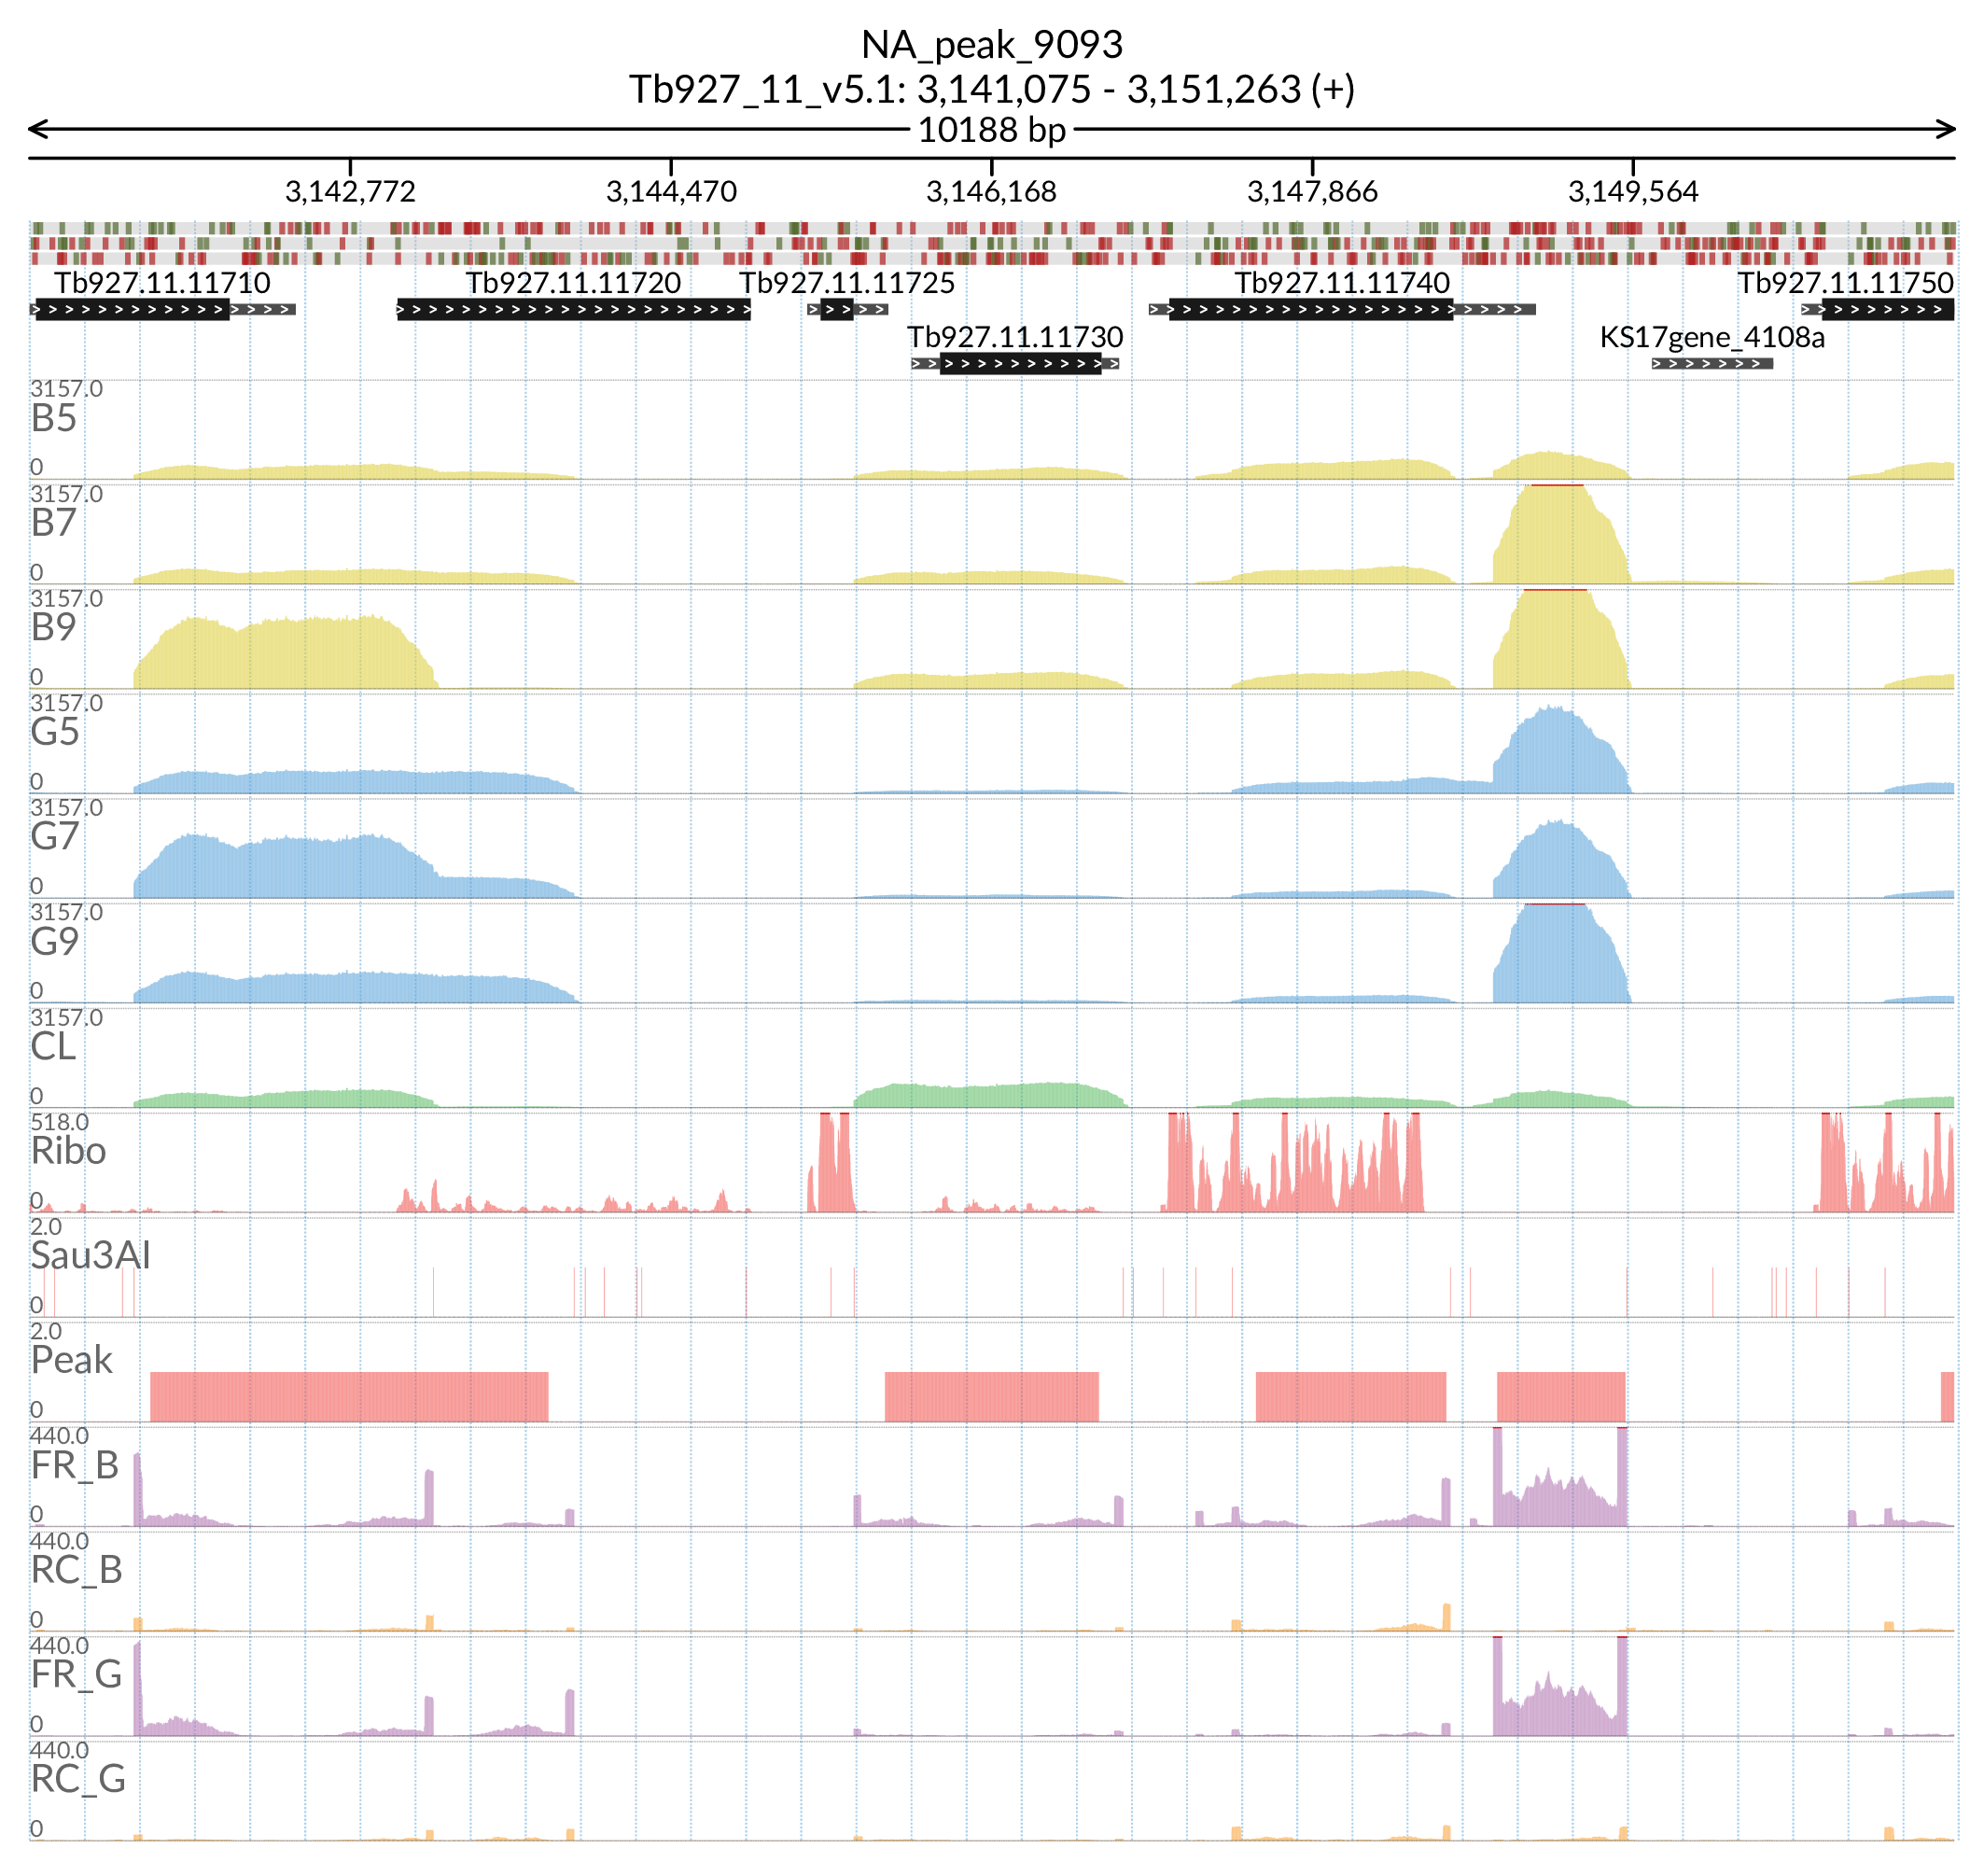 NA_peak_9093
Tb927_11_v5.1: 3,141,075 - 3,151,263 (+)
10188 bp
3,142,772 3,144,470 3,146,168 3,147,866 3,149,564
Tb927.11.11710 Tb927.11.11720 Tb927.11.11725 Tb927.11.11740 Tb927.11.11750
Tb927.11.11730 KS17gene_4108a
3157.0
B5
0
3157.0
B7
0
3157.0
B9
0
3157.0
G5
0
3157.0
G7
0
3157.0
G9
0
3157.0
CL
0
518.0
Ribo
0
2.0
Sau3AI
0
2.0
Peak
0
440.0
FR_B
0
440.0
RC_B
0
440.0
FR_G
0
440.0
RC_G
0